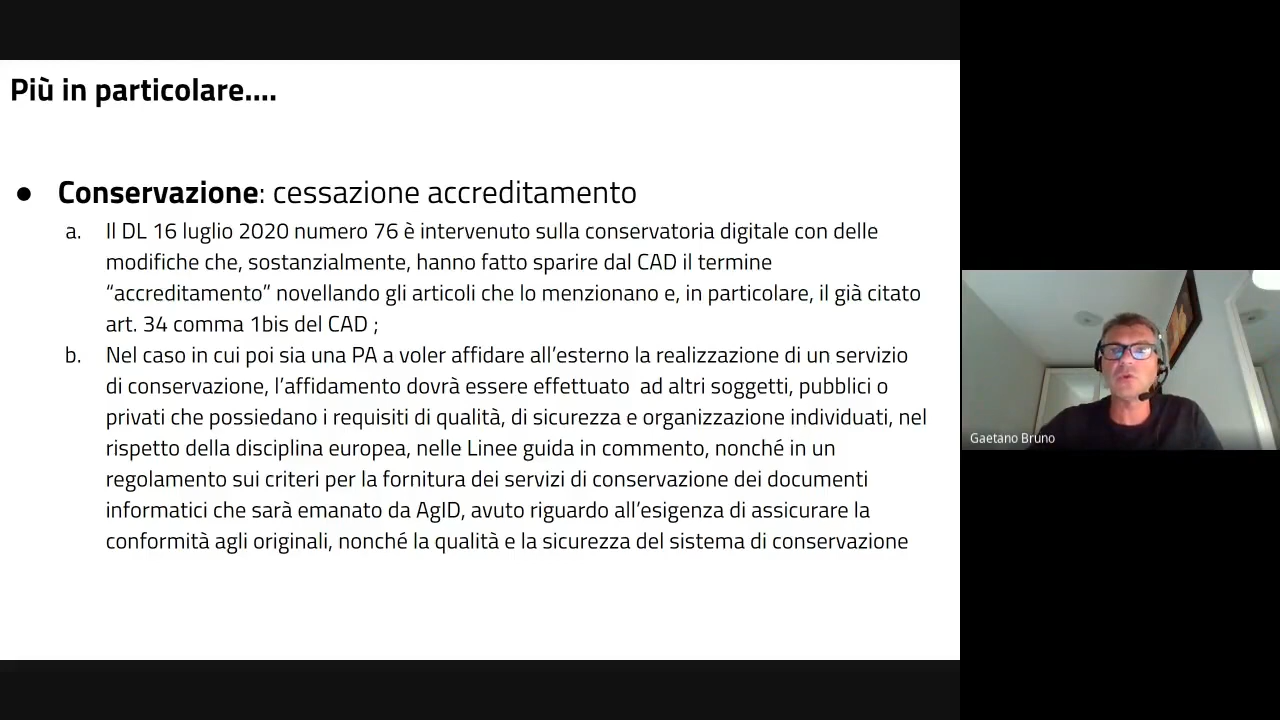 Più in particolare....
● Conservazione: cessazione accreditamento
a. Il DL 16 luglio 2020 numero 76 è intervenuto sulla conservatoria digitale con delle
modifiche che, sostanzialmente, hanno fatto sparire dal CAD il termine
“accreditamento” novellando gli articoli che lo menzionano e, in particolare, il già citato
art. 34 comma 1bis del CAD ;
b. Nel caso in cui poi sia una PA a voler affidare all’esterno la realizzazione di un servizio
di conservazione, l’affidamento dovrà essere effettuato  ad altri soggetti, pubblici o
privati che possiedano i requisiti di qualità, di sicurezza e organizzazione individuati, nel
rispetto della disciplina europea, nelle Linee guida in commento, nonché in un
regolamento sui criteri per la fornitura dei servizi di conservazione dei documenti
informatici che sarà emanato da AgID, avuto riguardo all’esigenza di assicurare la
conformità agli originali, nonché la qualità e la sicurezza del sistema di conservazione
Gaetano Bruno